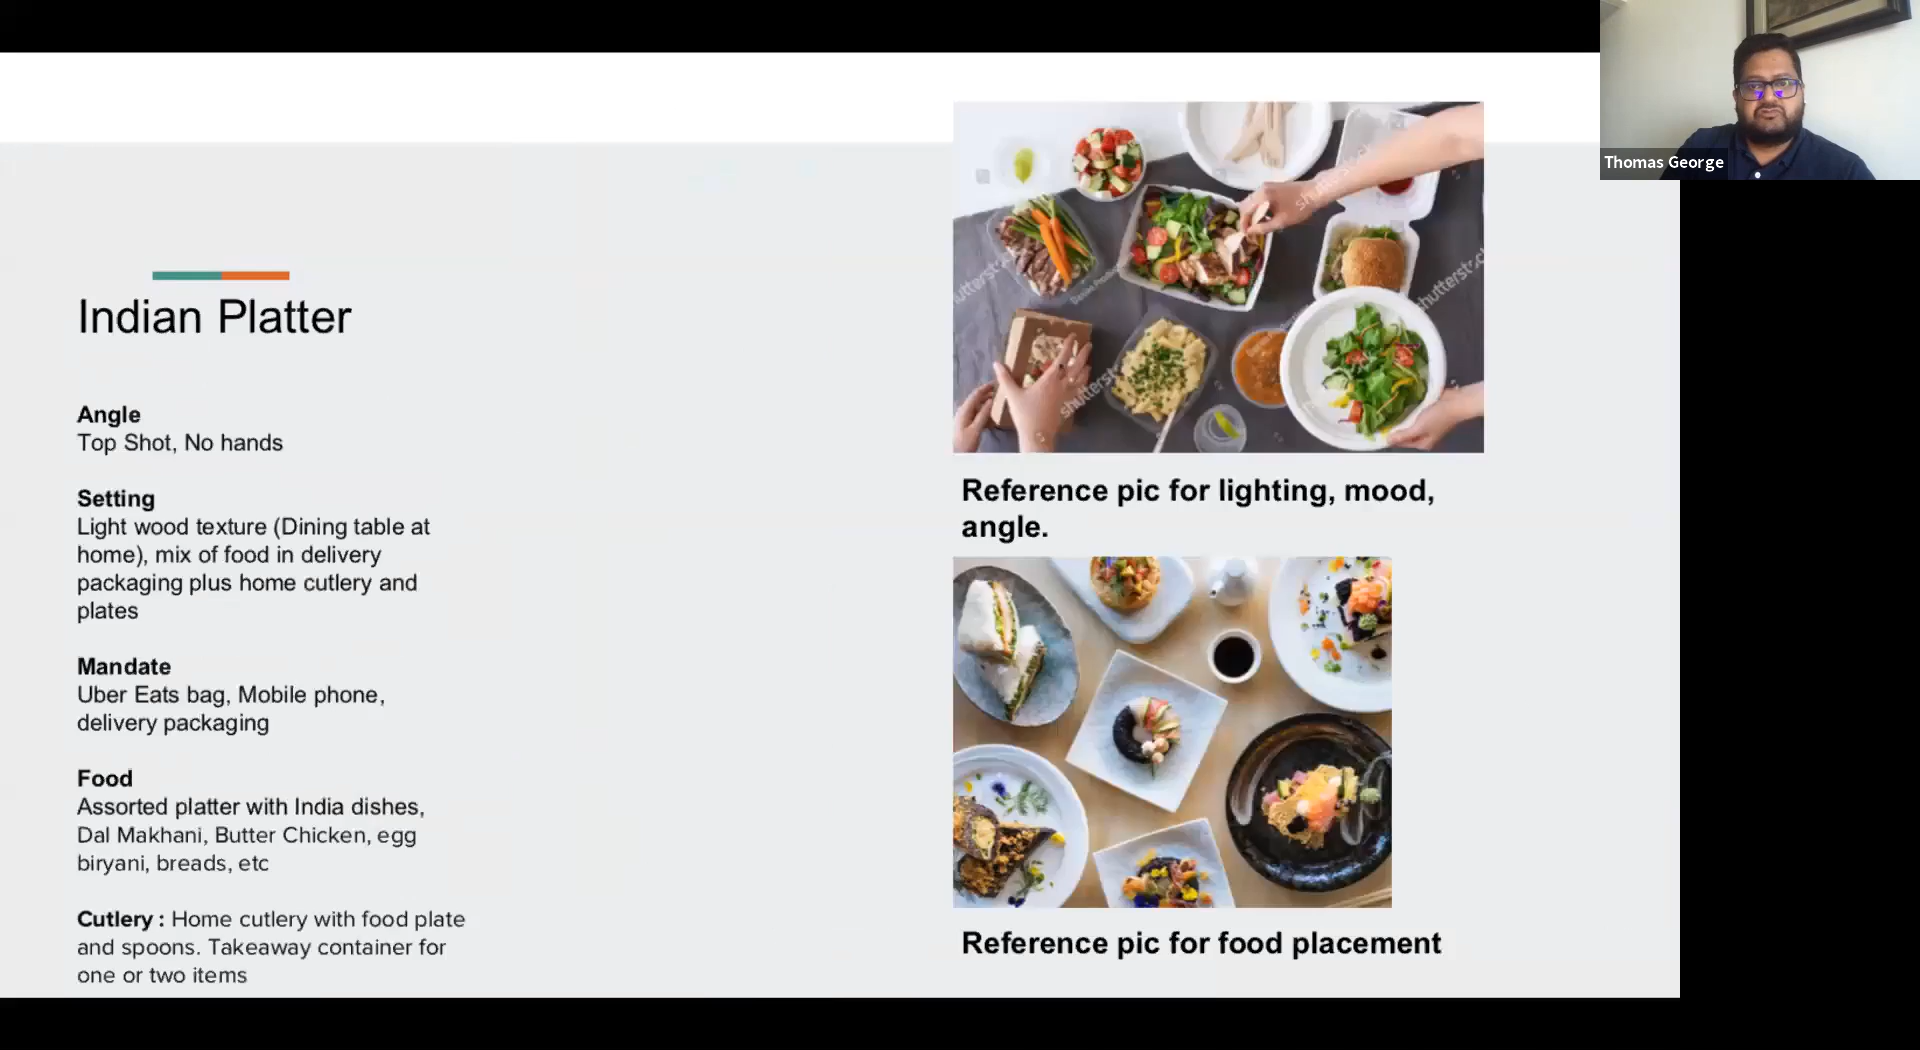 Thomas George
Indian Platter
Angle
Top Shot, No hands
Setting
Light wood texture (Dining table at
home), mix of food in delivery
packaging plus home cutlery and
plates
Mandate
Uber Eats bag, Mobile phone,
delivery packaging
Food
Assorted platter with India dishes,
Dal Makhani, Butter Chicken, egg
biryani, breads, etc
Cutlery : Home cutlery with food plate
and spoons. Takeaway container for
one or two items
shutterstock
shutterstock
Reference pic for lighting, mood,
angle.
Reference pic for food placement